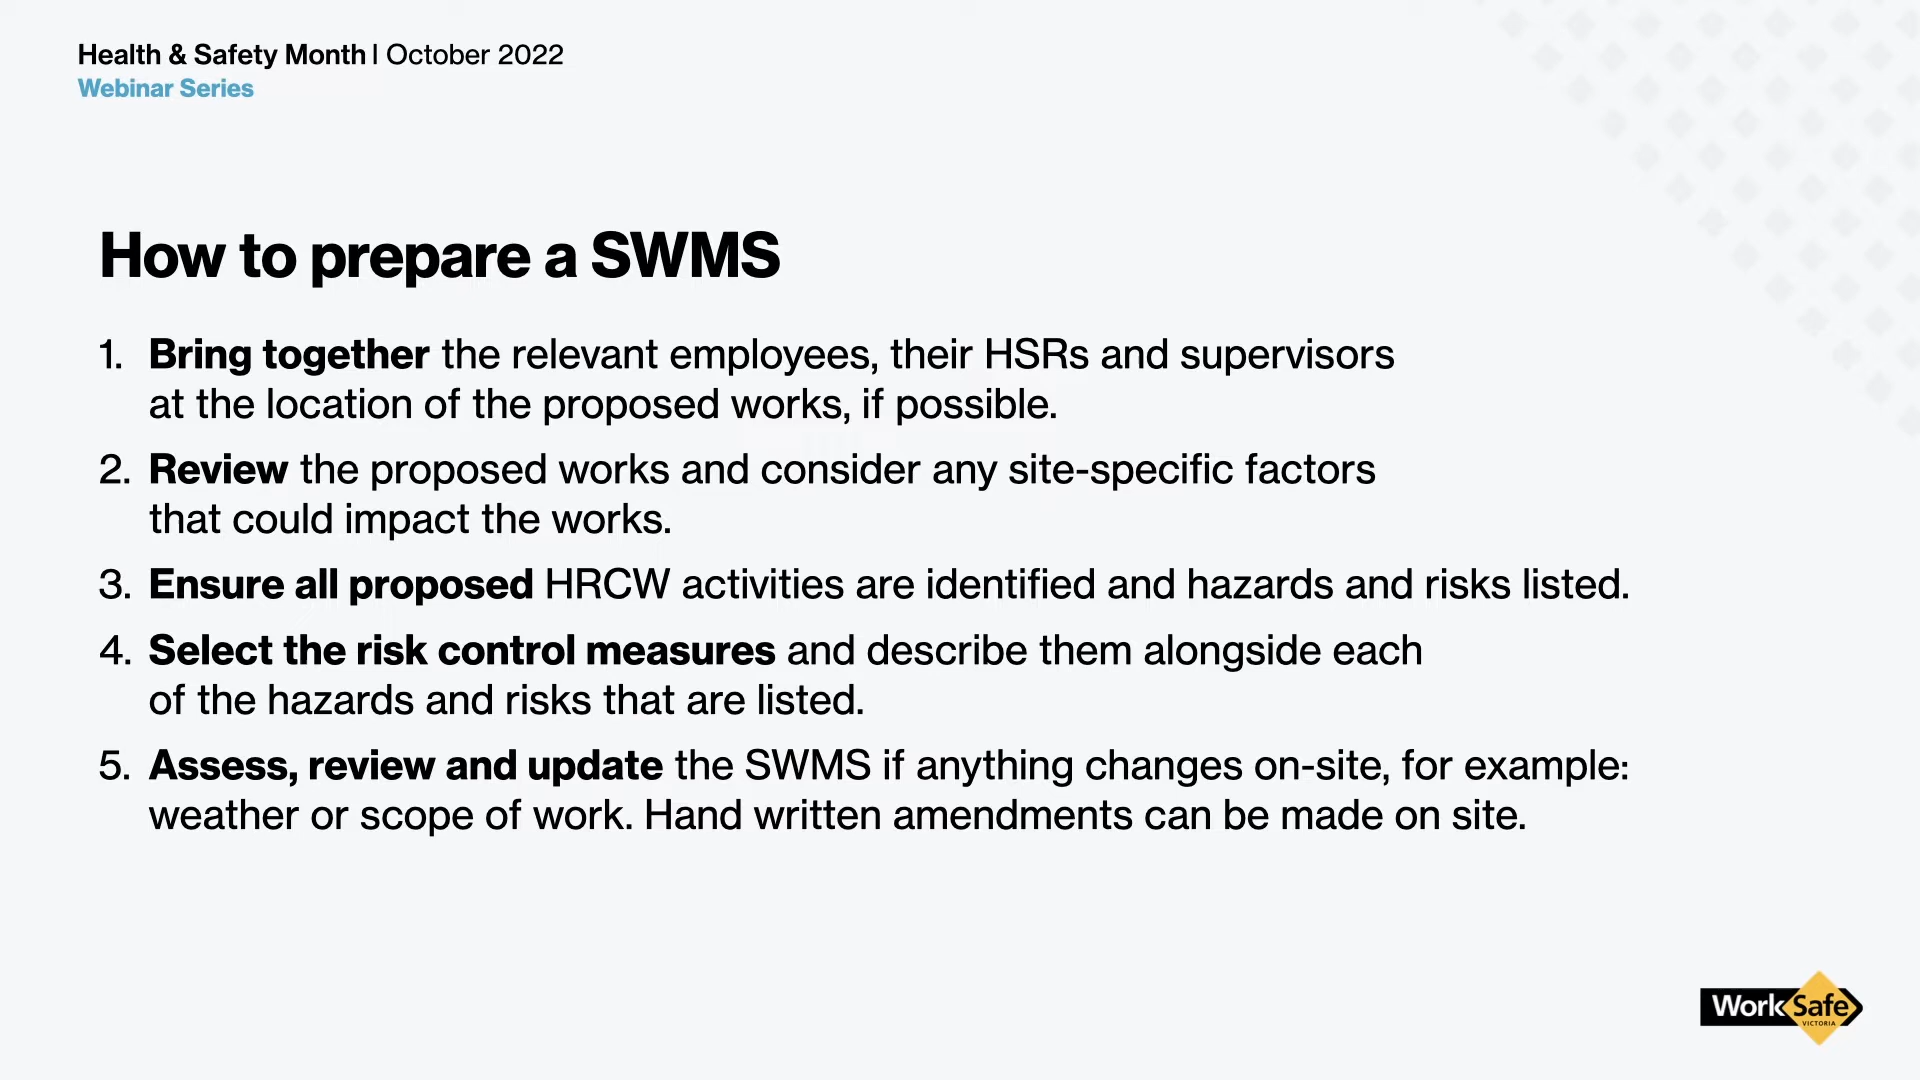 Health & Safety Month | October 2022
Webinar Series
How to prepare a SWMS
1. Bring together the relevant employees, their HSRs and supervisors
at the location of the proposed works, if possible.
2. Review the proposed works and consider any site-specific factors
that could impact the works.
3. Ensure all proposed HRCW activities are identified and hazards and risks listed.
4. Select the risk control measures and describe them alongside each
of the hazards and risks that are listed.
5. Assess, review and update the SWMS if anything changes on-site, for example:
weather or scope of work. Hand written amendments can be made on site.
WorkSafe
VICTORIA